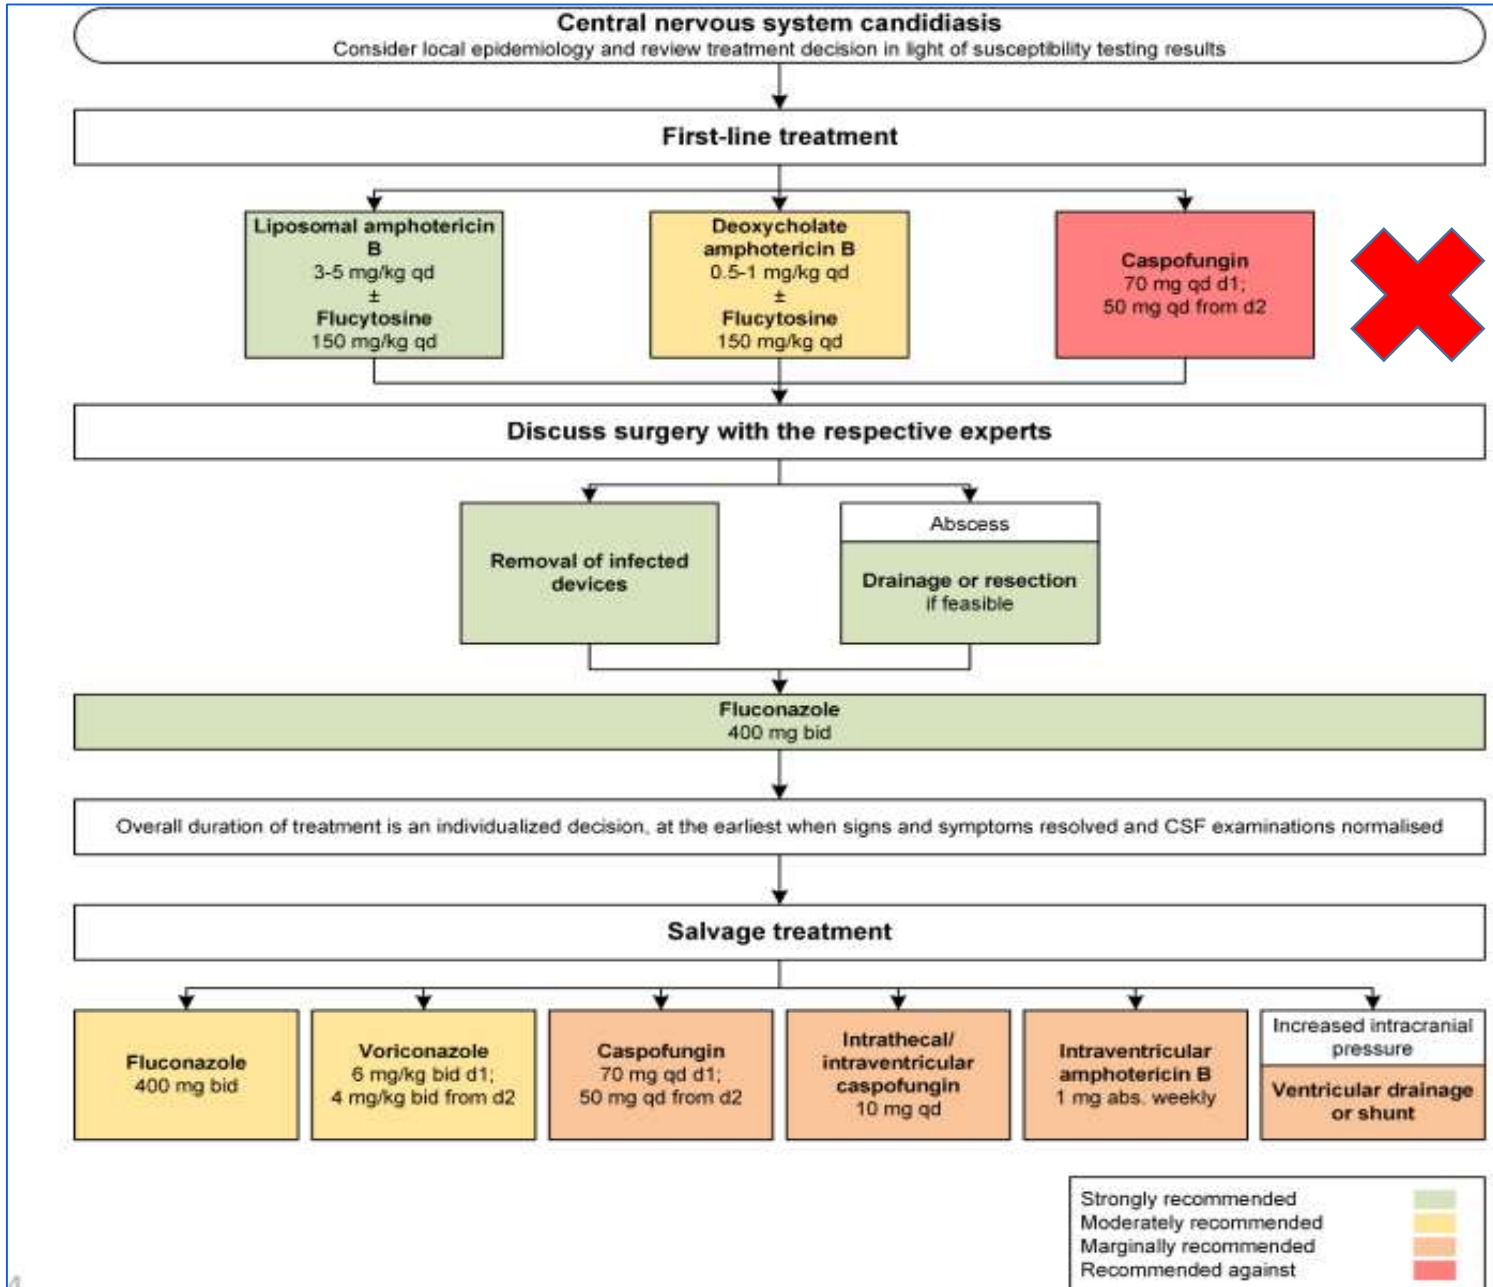 Central nervous system candidiasis
Consider local epidemiology and review treatment decision in light of susceptibility testing results
First-line treatment
Liposomal amphotericin
B
3-5 mg/kg qd
±
Flucytosine
150 mg/kg qd
Deoxycholate
amphotericin B
0.5-1 mg/kg qd
±
Flucytosine
150 mg/kg qd
Caspofungin
70 mg qd d1;
50 mg qd from d2
Discuss surgery with the respective experts
Removal of infected
devices
Abscess
Drainage or resection
if feasible
Fluconazole
400 mg bid
Overall duration of treatment is an individualized decision, at the earliest when signs and symptoms resolved and CSF examinations normalised
Salvage treatment
Fluconazole
400 mg bid
Voriconazole
6 mg/kg bid d1;
4 mg/kg bid from d2
Caspofungin
70 mg qd d1;
50 mg qd from d2
Intrathecal/
intraventricular
caspofungin
10 mg qd
Intraventricular
amphotericin B
1 mg abs. weekly
Increased intracranial
pressure
Ventricular drainage
or shunt
Strongly recommended
Moderately recommended
Marginally recommended
Recommended against